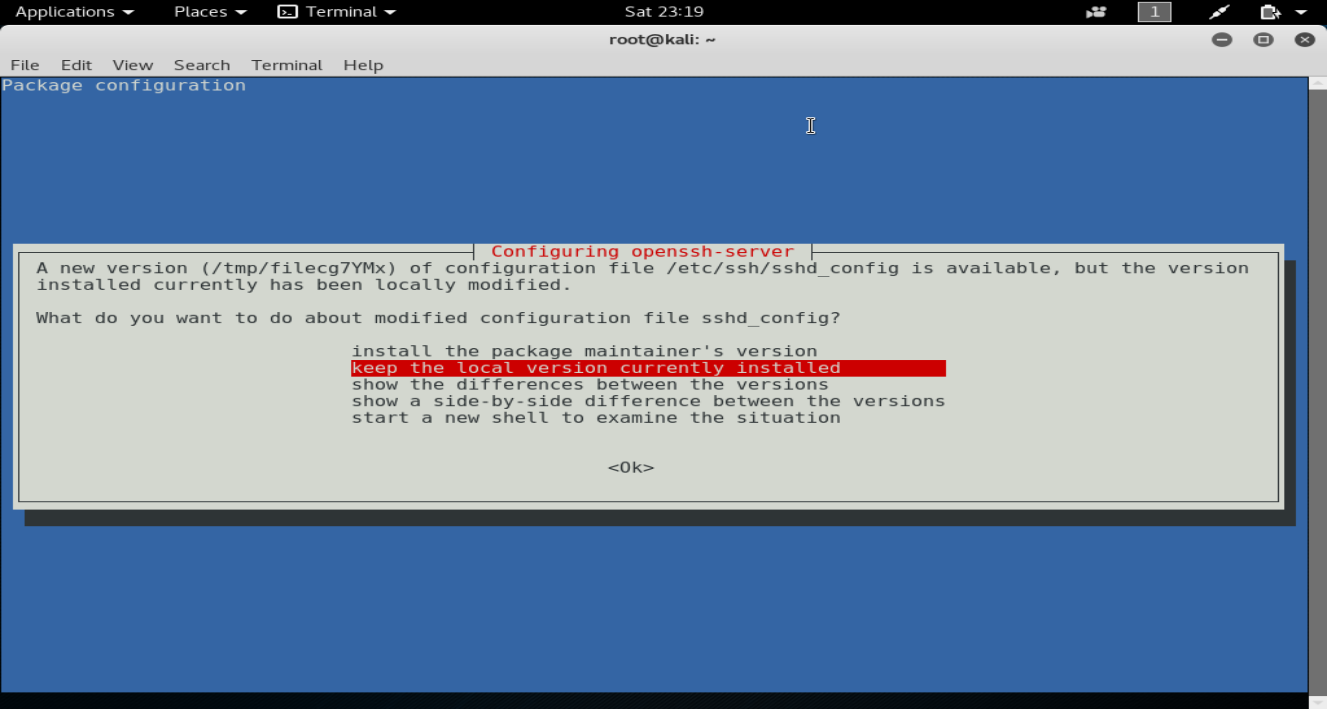 Applications Places Terminal Sat 23:19 1
root@kali: ~
File Edit View Search Terminal Help
Package configuration
Configuring openssh-server
A new version (/tmp/filecg7YMx) of configuration file /etc/ssh/sshd_config is available, but the version
installed currently has been locally modified.
What do you want to do about modified configuration file sshd_config?
install the package maintainer's version
keep the local version currently installed
show the differences between the versions
show a side-by-side difference between the versions
start a new shell to examine the situation
<Ok>